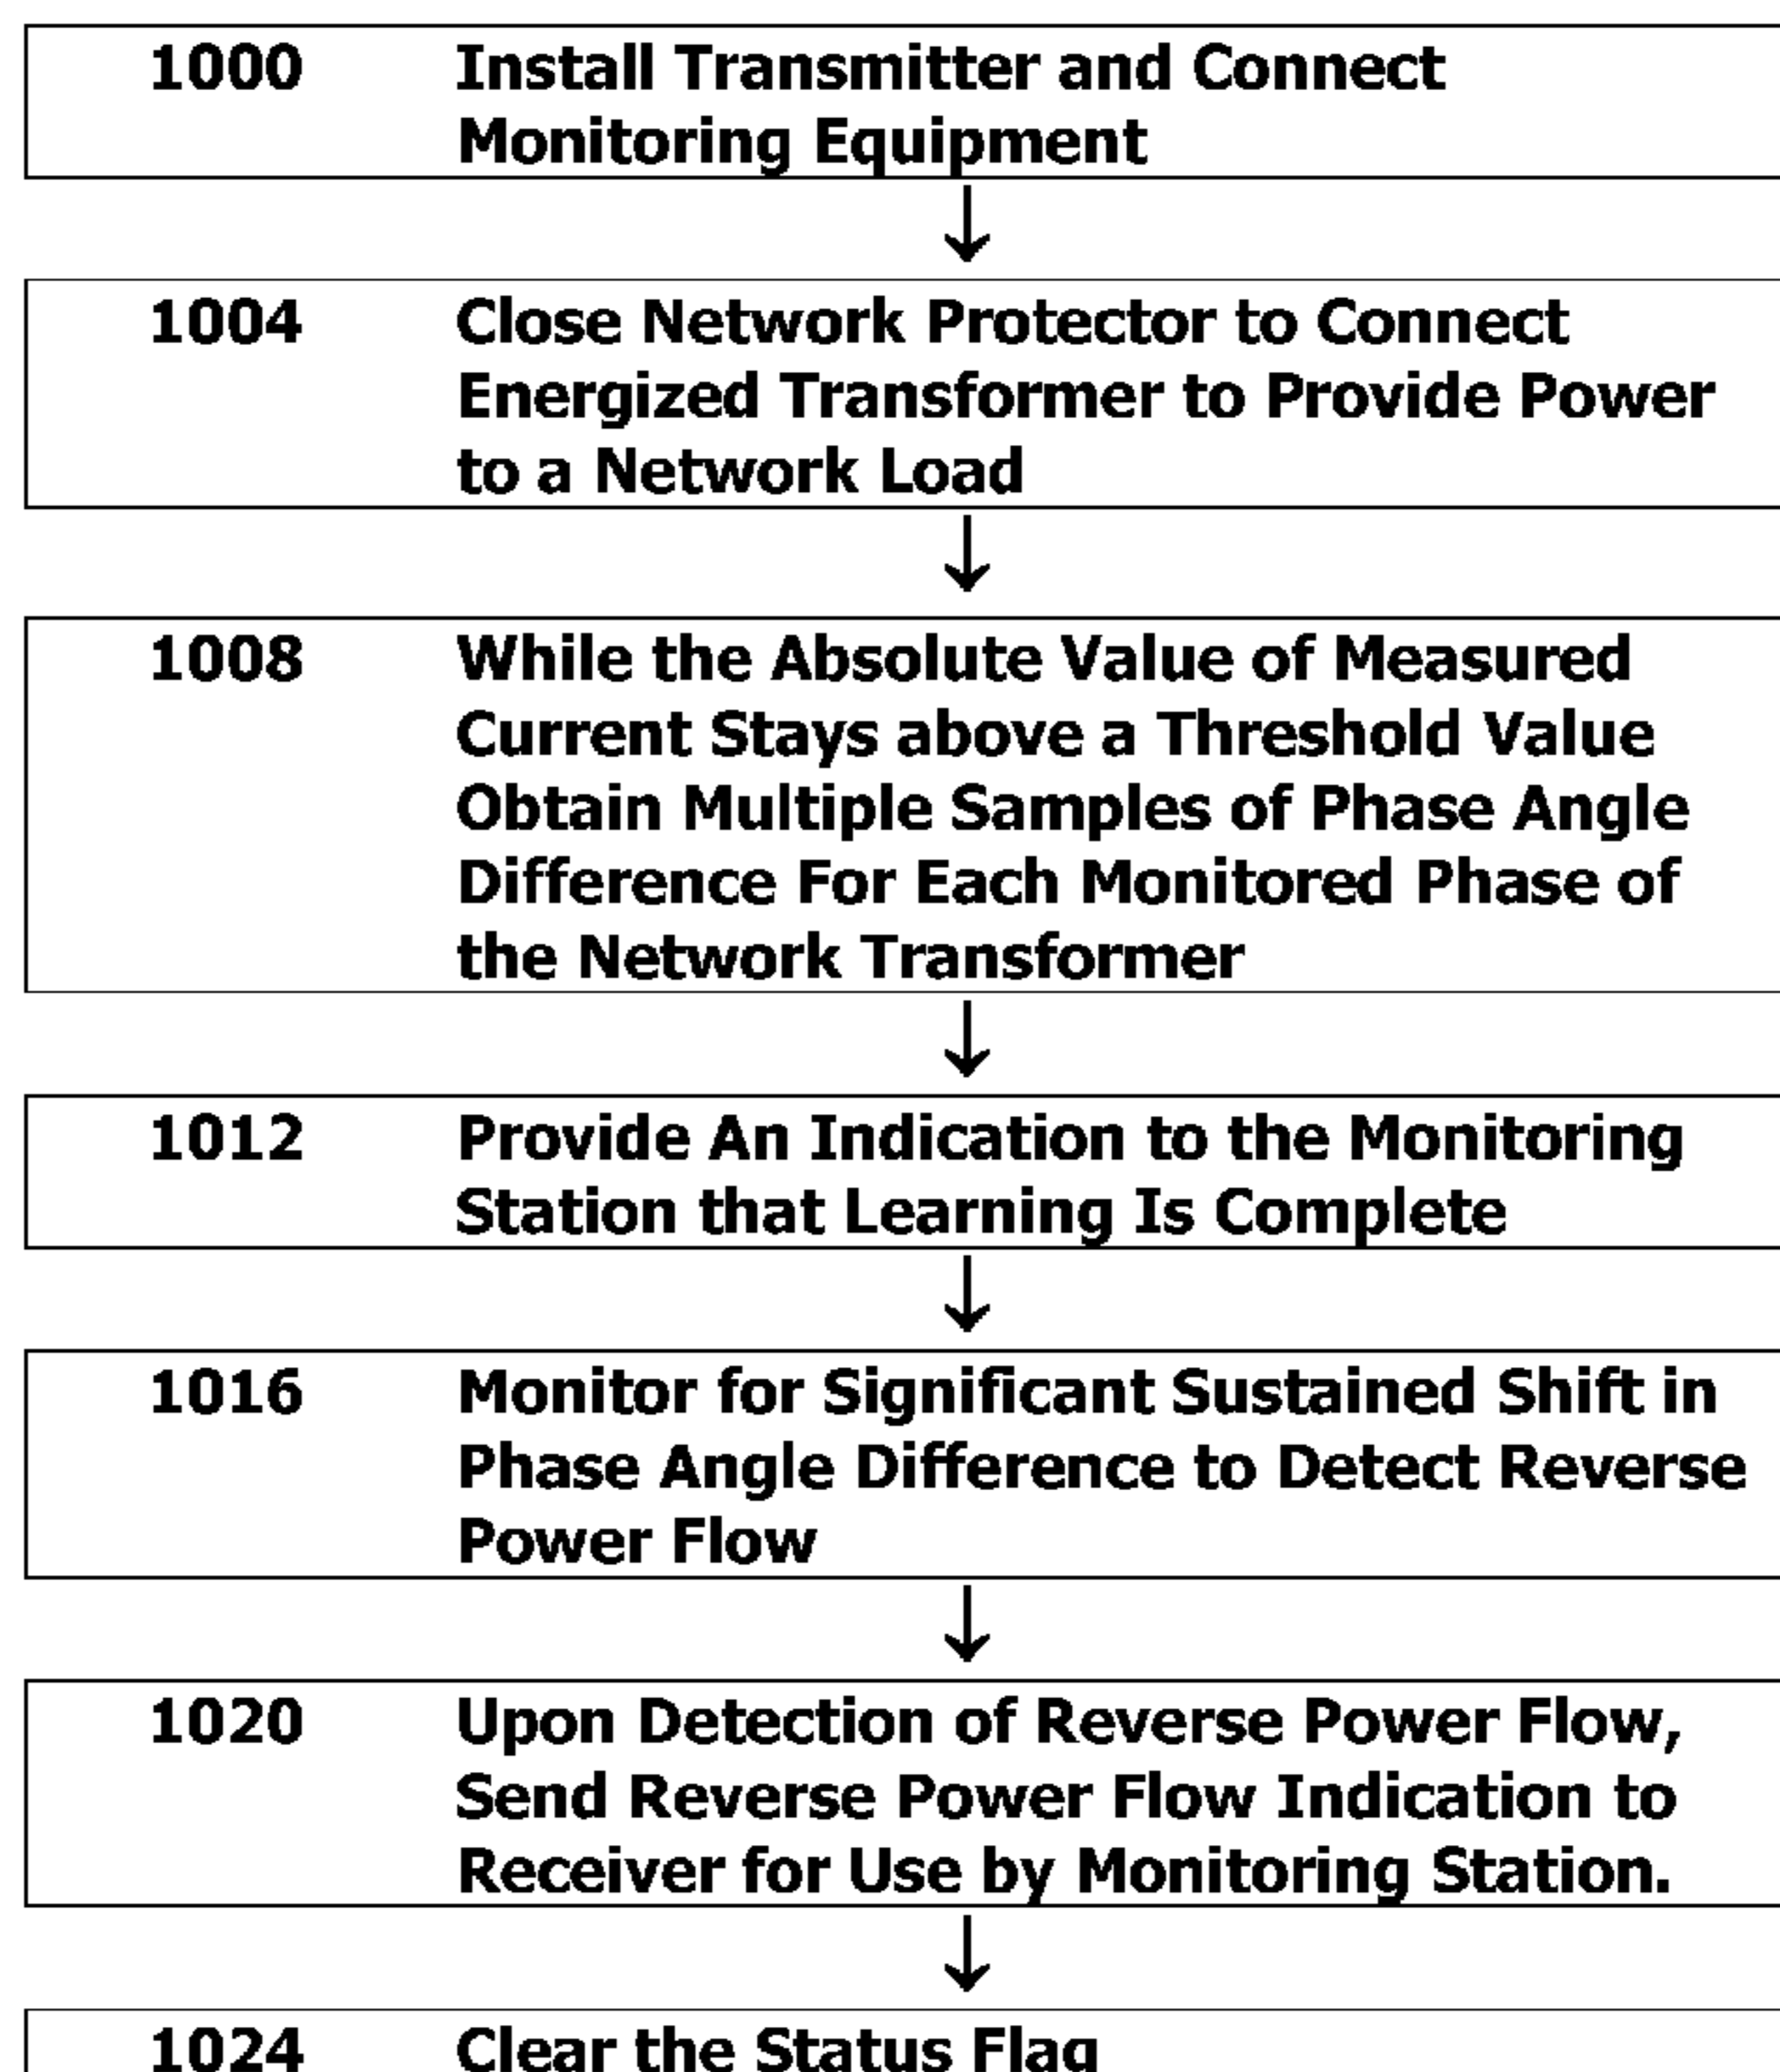 1000 Install Transmitter and Connect
Monitoring Equipment
1004 Close Network Protector to Connect
Energized Transformer to Provide Power
to a Network Load
1008 While the Absolute Value of Measured
Current Stays above a Threshold Value
Obtain Multiple Samples of Phase Angle
Difference For Each Monitored Phase of
the Network Transformer
1012 Provide An Indication to the Monitoring
Station that Learning Is Complete
1016 Monitor for Significant Sustained Shift in
Phase Angle Difference to Detect Reverse
Power Flow
1020 Upon Detection of Reverse Power Flow,
Send Reverse Power Flow Indication to
Receiver for Use by Monitoring Station.
1024 Clear the Status Flag